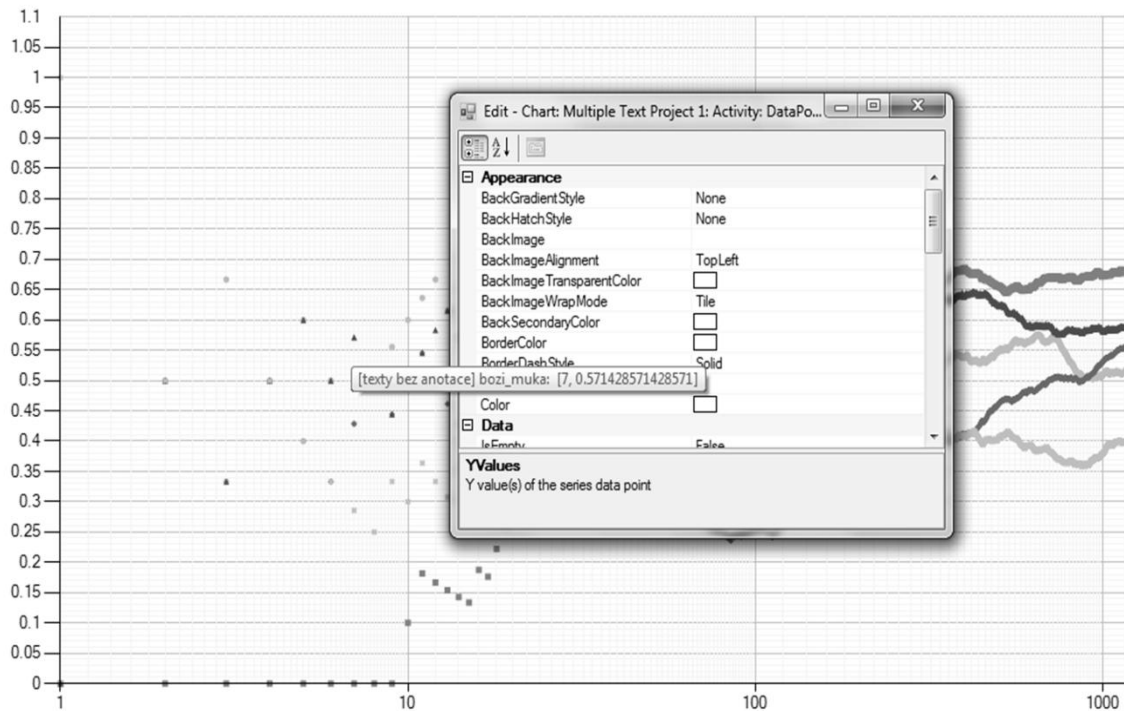 1.1
1.05
1
0.95
0.9
0.85
0.8
0.75
0.7
0.65
0.6
0.55
0.5
0.45
0.4
0.35
0.3
0.25
0.2
0.15
0.1
0.05
0
1 10 100 1000
Edit - Chart: Multiple Text Project 1: Activity: DataPo...
Appearance
BackGradientStyle None
BackHatchStyle None
BackImage
BackImageAlignment TopLeft
BackImageTransparentColor
BackImageWrapMode Tile
BackSecondaryColor
BorderColor
BorderDashStyle Solid
[texty bez anotace] bozi_muka: [7, 0.571428571428571]
Color
Data
IsEmpty False
YValues
Y value(s) of the series data point